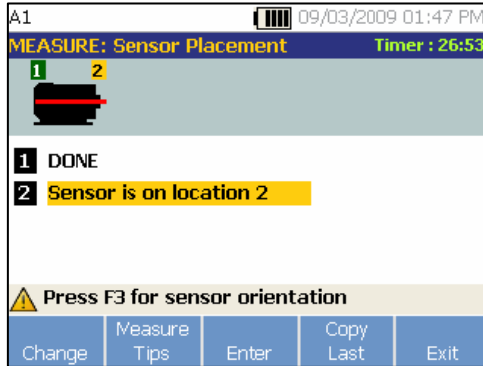 A1 09/03/2009 01:47 PM
MEASURE: Sensor Placement Timer : 26:53
1 2
1 DONE
2 Sensor is on location 2
Press F3 for sensor orientation
Change Measure Tips Enter Copy Last Exit